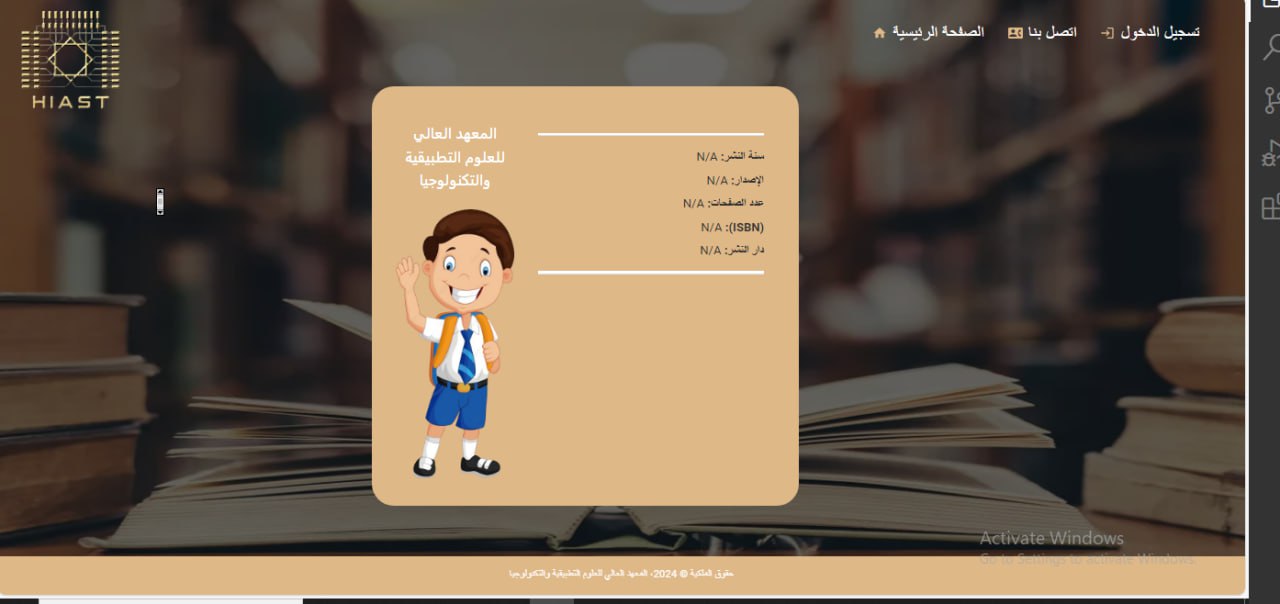 HIAST
تسجيل الدخول
اتصل بنا
الصفحة الرئيسية
المعهد العالي
للعلوم التطبيقية
والتكنولوجيا
سنة النشر: N/A
الإصدار: N/A
عدد الصفحات: N/A
(ISBN): N/A
دار النشر: N/A
Activate Windows
Go to Settings to activate Windows.
حقوق الملكية © 2024، المعهد العالي للعلوم التطبيقية والتكنولوجيا